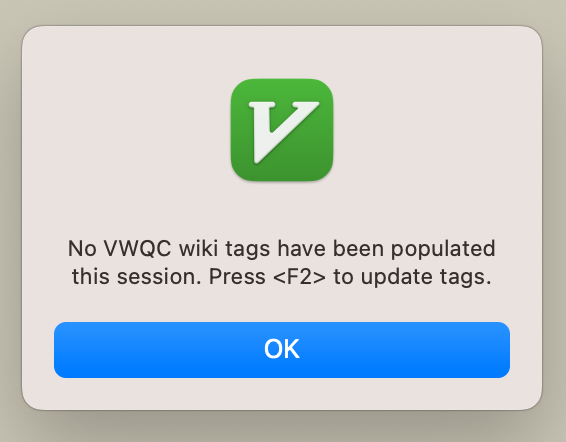 No VWQC wiki tags have been populated
this session. Press <F2> to update tags.
OK